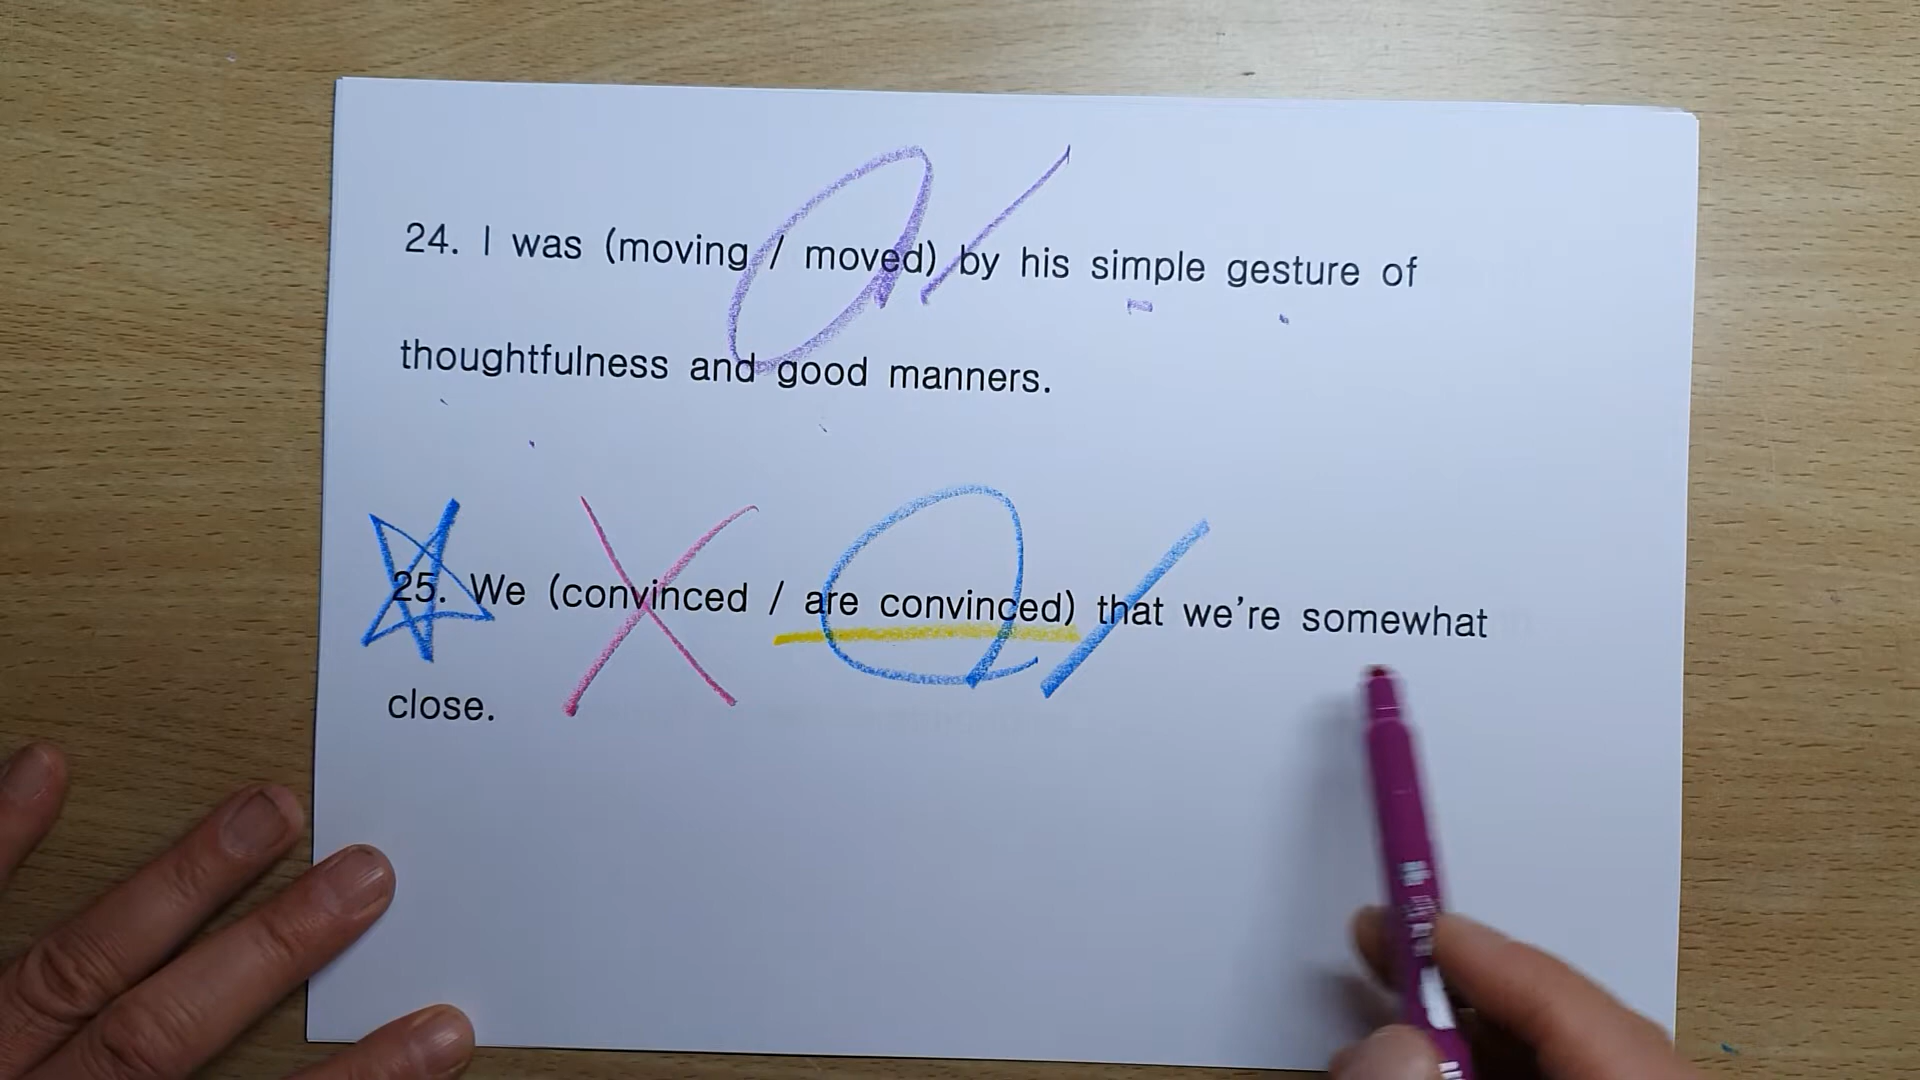 24. I was (moving / moved) by his simple gesture of
thoughtfulness and good manners.
25. We (convinced / are convinced) that we're somewhat
close.